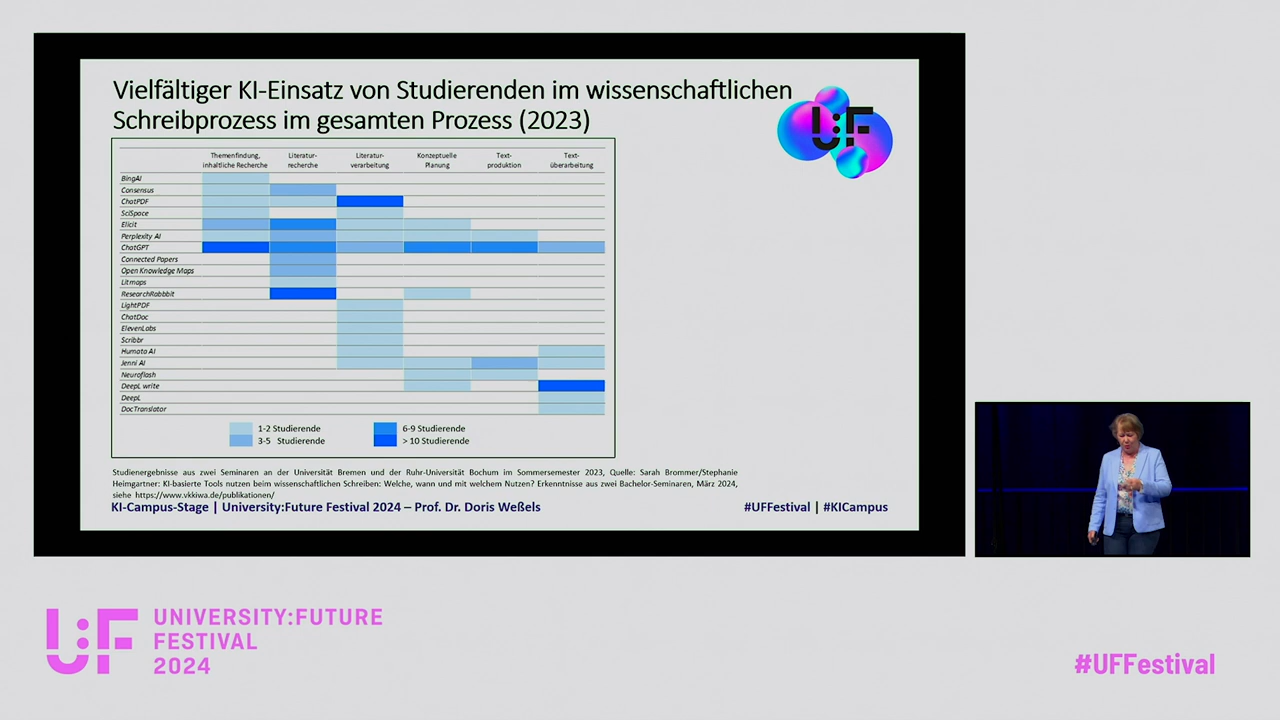 Vielfältiger KI-Einsatz von Studierenden im wissenschaftlichen
Schreibprozess im gesamten Prozess (2023)
U:F
Themenfindung, inhaltliche Recherche
Literatur-recherche
Literatur-verarbeitung
Konzeptuelle Planung
Text-produktion
Text-überarbeitung
BingAI
Consensus
ChatPDF
SciSpace
Elicit
Perplexity AI
ChatGPT
Connected Papers
Open Knowledge Maps
Litmaps
ResearchRabbbit
LightPDF
ChatDoc
ElevenLabs
Scribbr
Humata AI
Jenni AI
Neuroflash
DeepL write
DeepL
DocTranslator
1-2 Studierende
6-9 Studierende
3-5 Studierende
> 10 Studierende
Studienergebnisse aus zwei Seminaren an der Universität Bremen und der Ruhr-Universität Bochum im Sommersemester 2023, Quelle: Sarah Brommer/Stephanie
Heimgartner: KI-basierte Tools nutzen beim wissenschaftlichen Schreiben: Welche, wann und mit welchem Nutzen? Erkenntnisse aus zwei Bachelor-Seminaren, März 2024,
siehe https://www.vkkiwa.de/publikationen/
KI-Campus-Stage | University:Future Festival 2024 – Prof. Dr. Doris Weßels
#UFFestival | #KICampus
U:F
UNIVERSITY:FUTURE
FESTIVAL
2024
#UFFestival